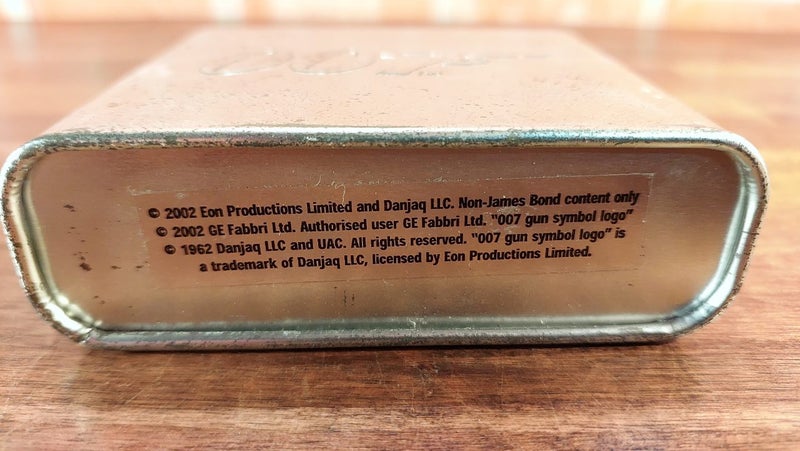 007
© 2002 Eon Productions Limited and Danjaq LLC. Non-James Bond content only
© 2002 GE Fabbri Ltd. Authorised user GE Fabbri Ltd. "007 gun symbol logo"
© 1962 Danjaq LLC and UAC. All rights reserved. "007 gun symbol logo" is
a trademark of Danjaq LLC, licensed by Eon Productions Limited.